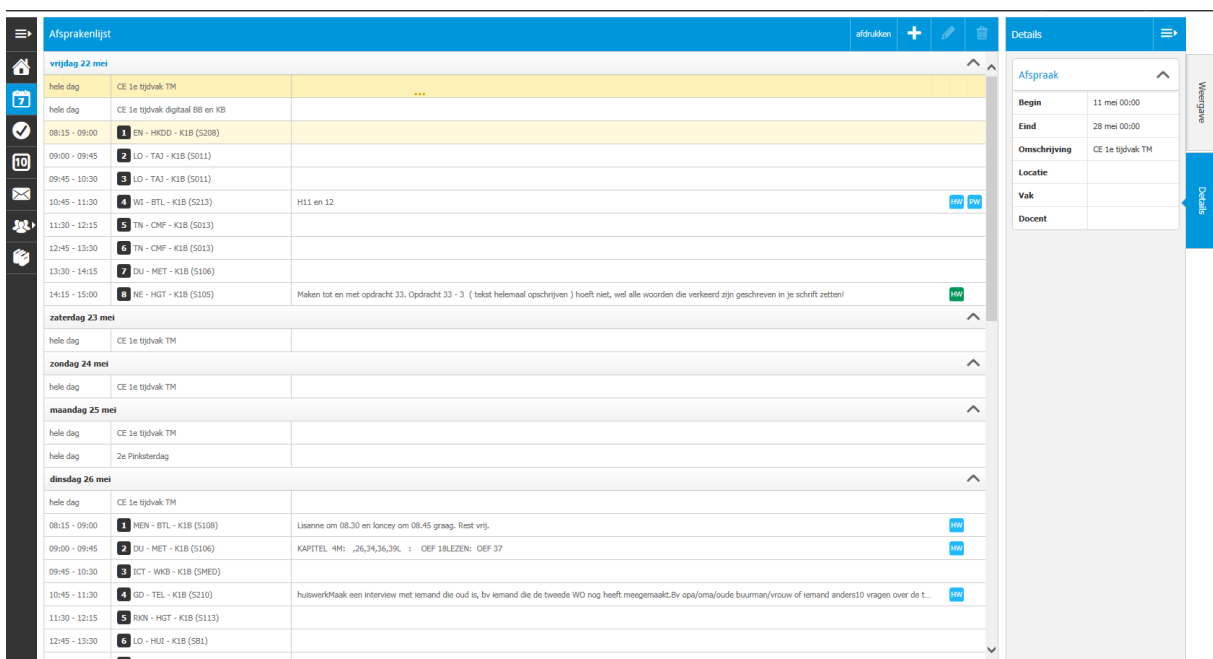 Afsprakenlijst afdrukken
vrijdag 22 mei
hele dag CE 1e tijdvak TM ...
hele dag CE 1e tijdvak digitaal BB en KB
08:15 - 09:00 1 EN - HKDD - K1B (S208)
09:00 - 09:45 2 LO - TAJ - K1B (S011)
09:45 - 10:30 3 LO - TAJ - K1B (S011)
10:45 - 11:30 4 WI - BTL - K1B (S213) H11 en 12 HW PW
11:30 - 12:15 5 TN - CMF - K1B (S013)
12:45 - 13:30 6 TN - CMF - K1B (S013)
13:30 - 14:15 7 DU - MET - K1B (S106)
14:15 - 15:00 8 NE - HGT - K1B (S105) Maken tot en met opdracht 33. Opdracht 33 - 3 ( tekst helemaal opschrijven ) hoeft niet, wel alle woorden die verkeerd zijn geschreven in je schrift zetten! HW
zaterdag 23 mei
hele dag CE 1e tijdvak TM
zondag 24 mei
hele dag CE 1e tijdvak TM
maandag 25 mei
hele dag CE 1e tijdvak TM
hele dag 2e Pinksterdag
dinsdag 26 mei
hele dag CE 1e tijdvak TM
08:15 - 09:00 1 MEN - BTL - K1B (S108) Lisanne om 08.30 en loncey om 08.45 graag. Rest vrij. HW
09:00 - 09:45 2 DU - MET - K1B (S106) KAPITEL 4M: ,26,34,36,39L : OEF 18LEZEN: OEF 37 HW
09:45 - 10:30 3 ICT - WKB - K1B (SMED)
10:45 - 11:30 4 GD - TEL - K1B (S210) huiswerkMaak een interview met iemand die oud is, bv iemand die de tweede WO nog heeft meegemaakt.Bv opa/oma/oude buurman/vrouw of iemand anders10 vragen over de t... HW
11:30 - 12:15 5 RKN - HGT - K1B (S113)
12:45 - 13:30 6 LO - HUI - K1B (SB1)
7
10
Details
Afspraak
Begin 11 mei 00:00
Eind 28 mei 00:00
Omschrijving CE 1e tijdvak TM
Locatie
Vak
Docent
Weergave
Details